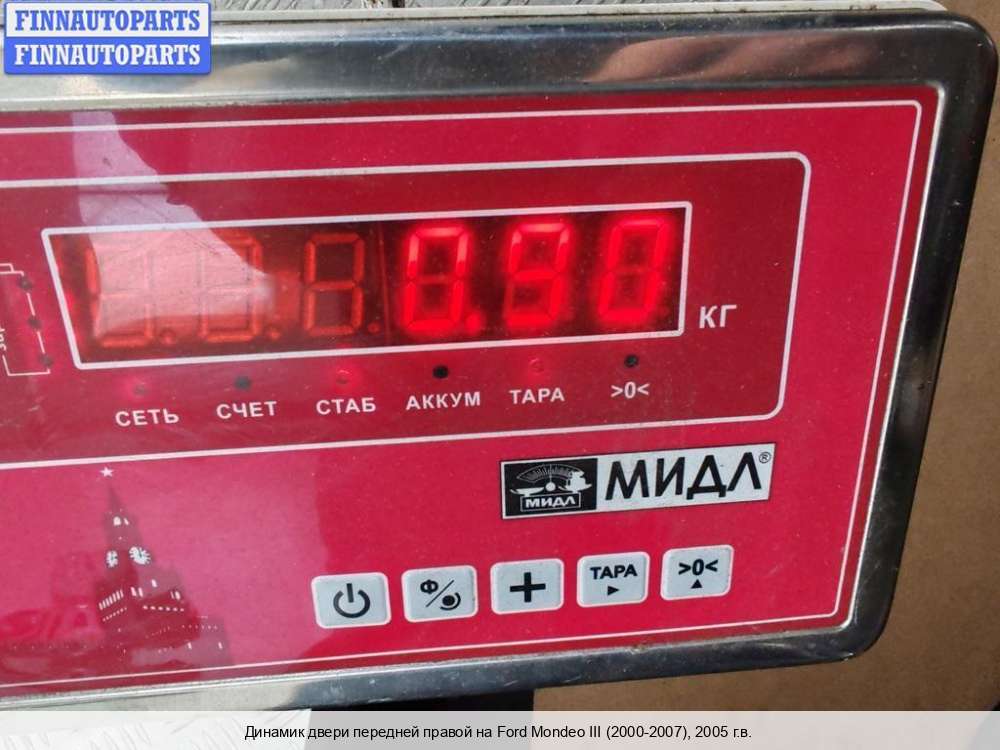 FINNAUTOPARTS
FINNAUTOPARTS
0.90
КГ
СЕТЬ СЧЕТ СТАБ АККУМ ТАРА >0<
МИДЛ МИДЛ®
Ф/ + ТАРА >0<
Динамик двери передней правой на Ford Mondeo III (2000-2007), 2005 г.в.